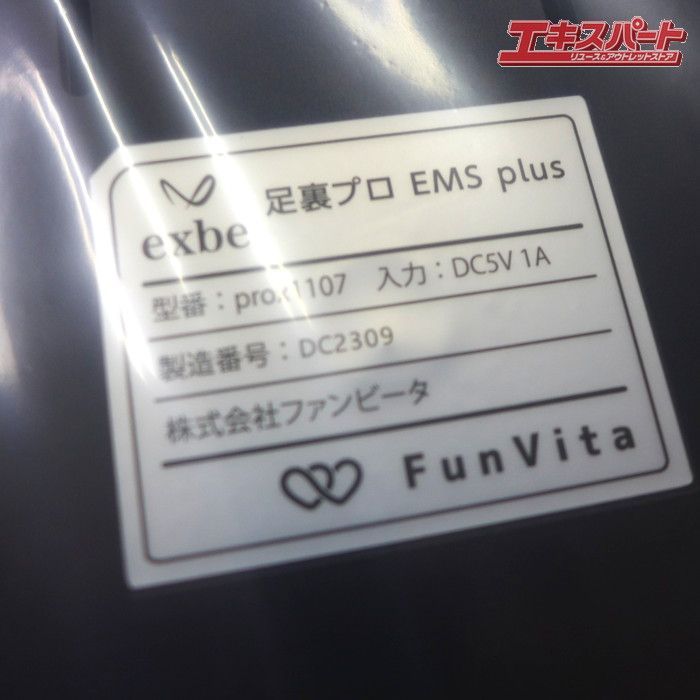 エキスパート
リユース&アウトレットストア
exbe 足裏プロ EMS plus
型番：prox1107 入力：DC5V 1A
製造番号：DC2309
株式会社ファンビータ
FunVita